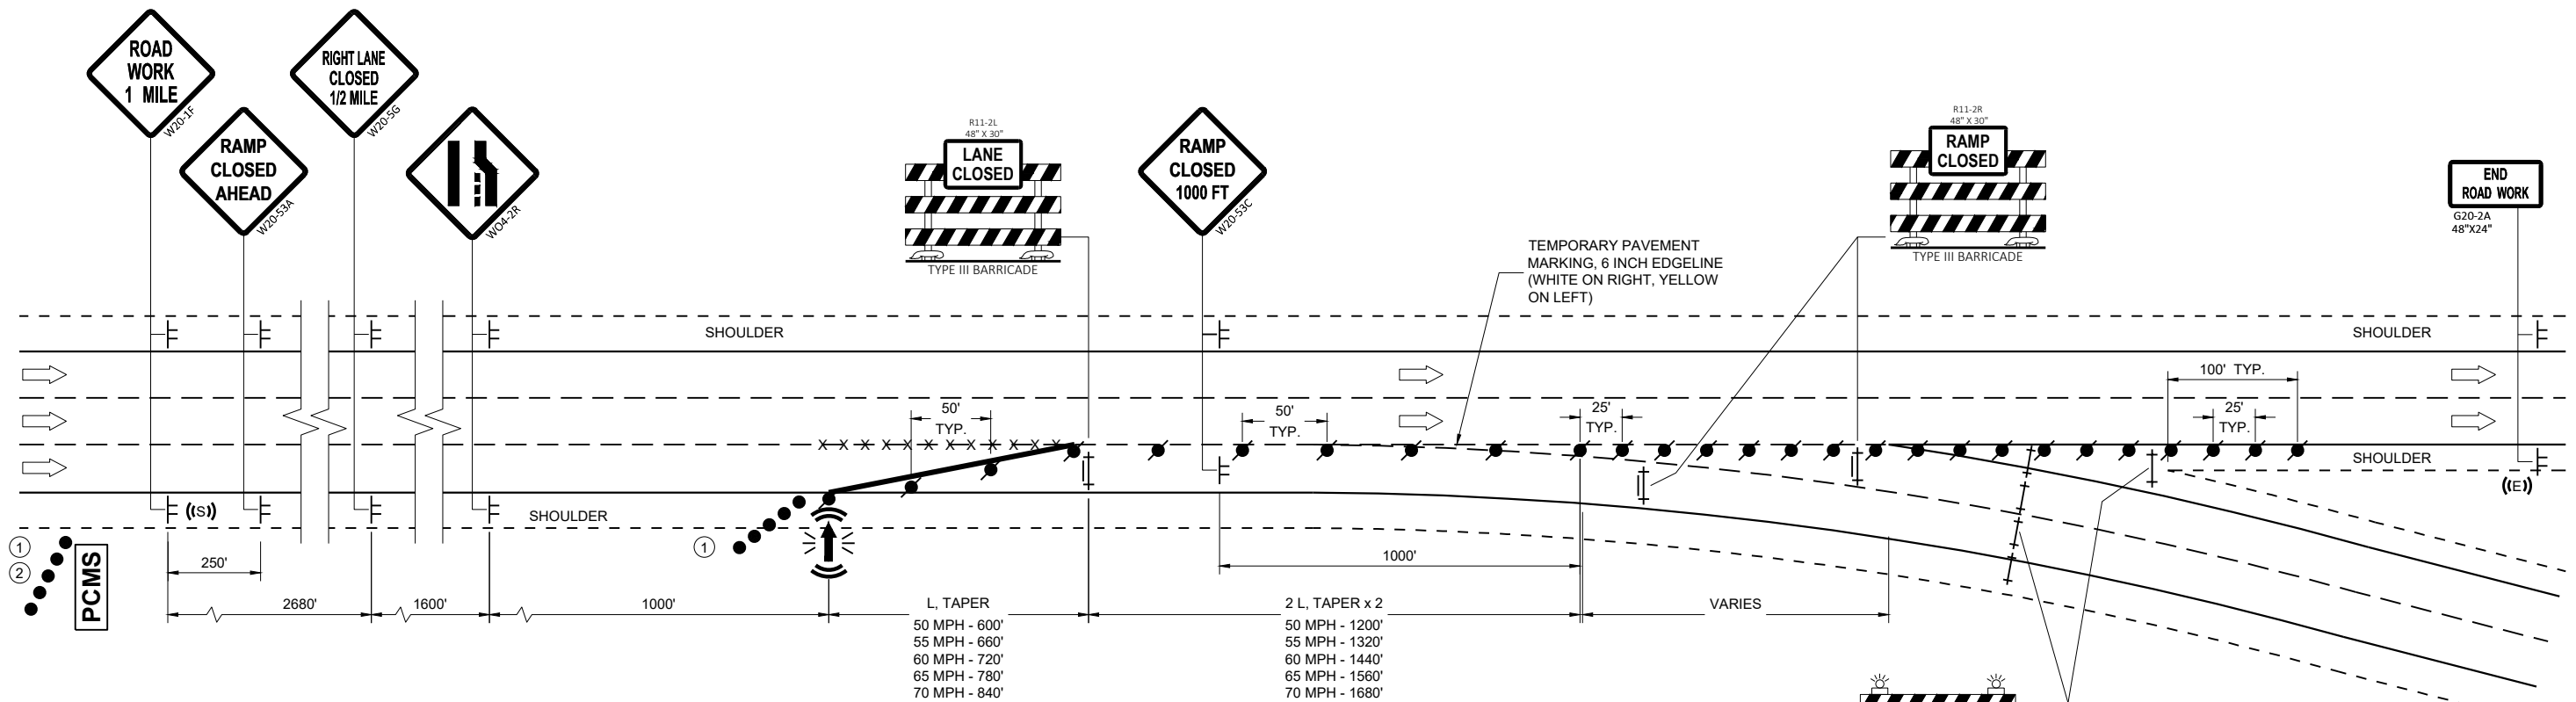 ROAD
WORK
1 MILE
W20-1F
RAMP
CLOSED
AHEAD
W20-53A
RIGHT LANE
CLOSED
1/2 MILE
W20-5G
WO4-2R
R11-2L
48" X 30"
LANE
CLOSED
TYPE III BARRICADE
RAMP
CLOSED
1000 FT
W20-53C
R11-2R
48" X 30"
RAMP
CLOSED
TYPE III BARRICADE
END
ROAD WORK
G20-2A
48"X24"
TEMPORARY PAVEMENT
MARKING, 6 INCH EDGELINE
(WHITE ON RIGHT, YELLOW
ON LEFT)
SHOULDER
SHOULDER
50'
TYP.
50'
TYP.
25'
TYP.
100' TYP.
25'
TYP.
X X X X X X X X X X X X
SHOULDER
((S))
SHOULDER
((E))
1
2
PCMS
1
250'
1000'
2680'
1600'
1000'
L, TAPER
50 MPH - 600'
55 MPH - 660'
60 MPH - 720'
65 MPH - 780'
70 MPH - 840'
2 L, TAPER x 2
50 MPH - 1200'
55 MPH - 1320'
60 MPH - 1440'
65 MPH - 1560'
70 MPH - 1680'
VARIES